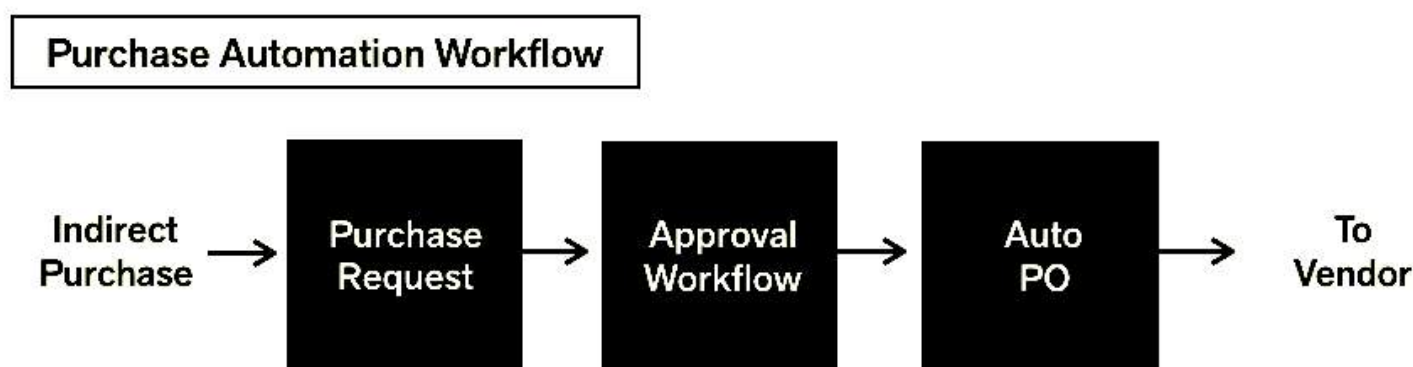 Purchase Automation Workflow
Indirect
Purchase
Purchase
Request
Approval
Workflow
Auto
PO
To
Vendor